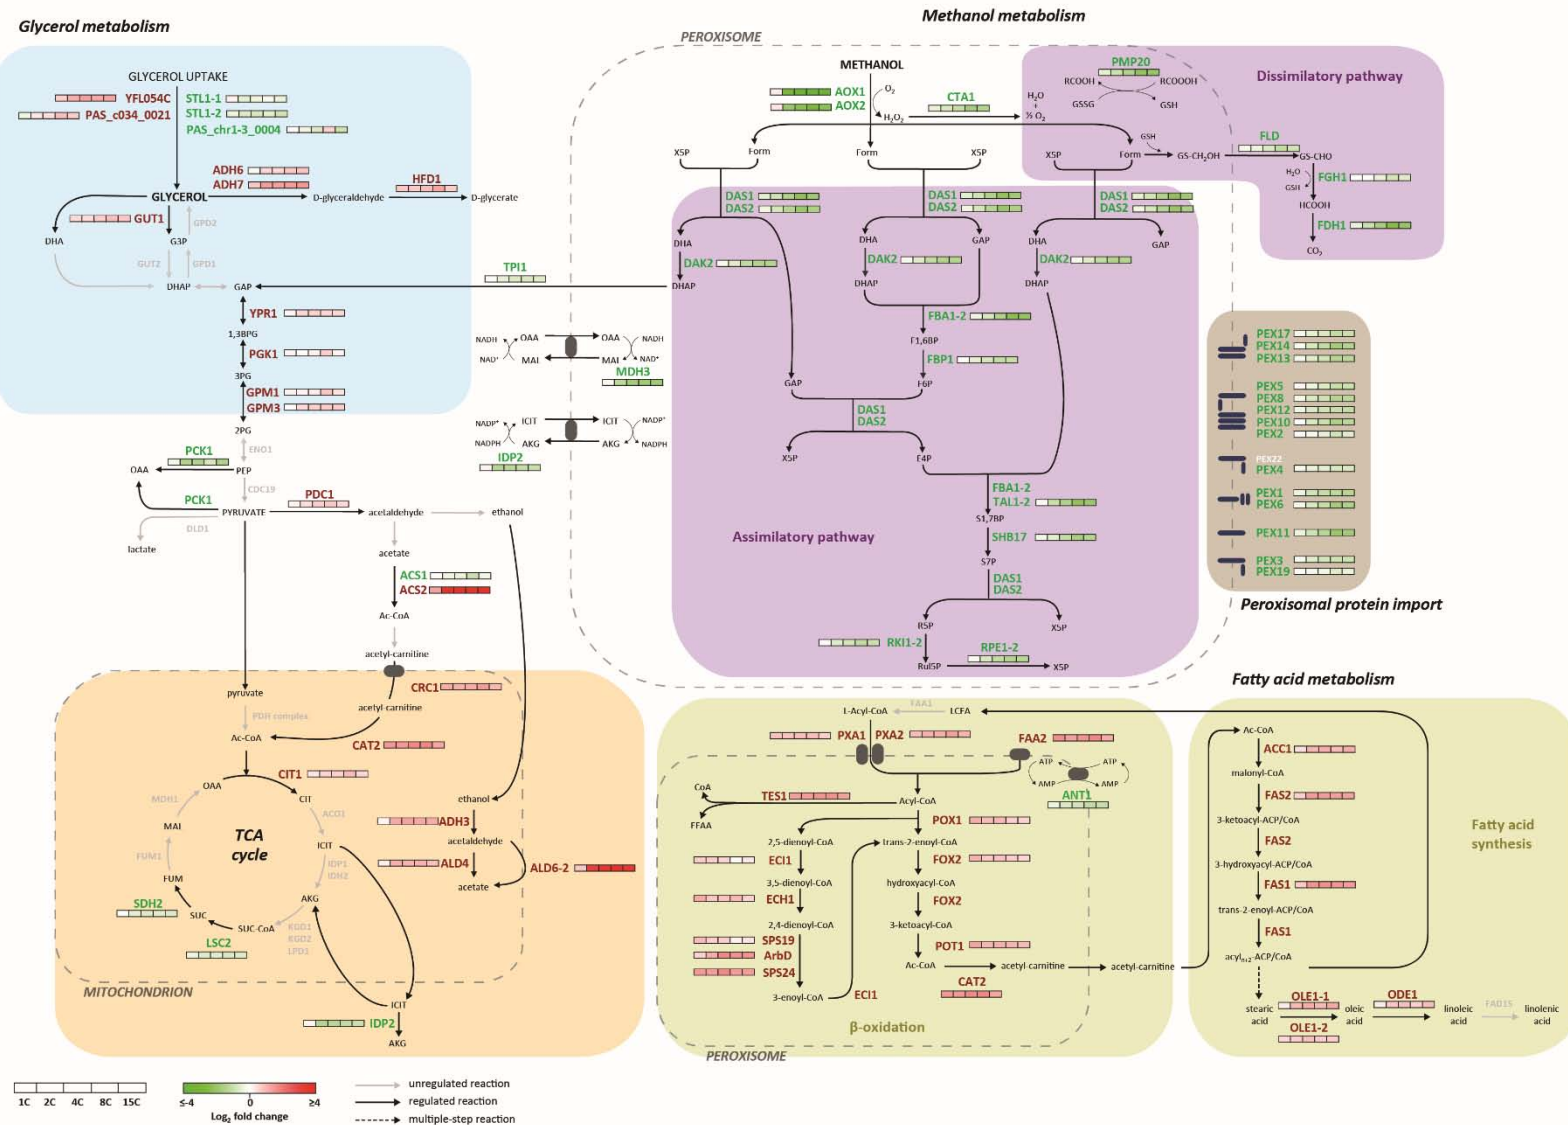 Glycerol metabolism
GLYCEROL UPTAKE
YFL054C
PAS_c034_0021
STL1-1
STL1-2
PAS_chr1-3_0004
ADH6
ADH7
HFD1
GLYCEROL
D-glyceraldehyde
D-glycerate
GUT1
GPD2
DHA
G3P
GUT2
GPD1
DHAP
GAP
TPI1
YPR1
1,3BPG
PGK1
3PG
GPM1
GPM3
2PG
ENO1
PCK1
OAA
PEP
CDC19
PCK1
PDC1
PYRUVATE
acetaldehyde
ethanol
DLD1
lactate
acetate
ACS1
ACS2
Ac-CoA
acetyl-carnitine
NADH
OAA
OAA
NADH
NAD⁺
MAI
MAI
NAD⁺
MDH3
NADP⁺
ICIT
ICIT
NADP⁺
NADPH
AKG
AKG
NADPH
IDP2
Methanol metabolism
PEROXISOME
METHANOL
AOX1
AOX2
O₂
H₂O₂
CTA1
H₂O
+
½ O₂
PMP20
RCOOH
RCOOOH
GSSG
GSH
Dissimilatory pathway
X5P
Form
Form
X5P
X5P
Form
GSH
GS-CH₂OH
FLD
GS-CHO
H₂O
GSH
FGH1
HCOOH
FDH1
CO₂
DAS1
DAS2
DAS1
DAS2
DAS1
DAS2
DHA
DHA
GAP
DHA
GAP
DAK2
DAK2
DAK2
DHAP
DHAP
DHAP
FBA1-2
F1,6BP
FBP1
GAP
F6P
DAS1
DAS2
X5P
E4P
FBA1-2
TAL1-2
S1,7BP
SHB17
S7P
DAS1
DAS2
Assimilatory pathway
R5P
X5P
RKI1-2
RPE1-2
Rul5P
X5P
PEX17
PEX14
PEX13
PEX5
PEX8
PEX12
PEX10
PEX2
PEX22
PEX4
PEX1
PEX6
PEX11
PEX3
PEX19
Peroxisomal protein import
pyruvate
PDH complex
Ac-CoA
CRC1
acetyl-carnitine
CAT2
CIT1
OAA
CIT
MDH1
ACO1
MAI
TCA
cycle
ICIT
FUM1
IDP1
IDH2
FUM
AKG
SDH2
SUC
SUC-CoA
KGD1
KGD2
LPD1
LSC2
MITOCHONDRION
ethanol
ADH3
acetaldehyde
ALD4
ALD6-2
acetate
ICIT
IDP2
AKG
Fatty acid metabolism
L-Acyl-CoA
FAA1
LCFA
PXA1
PXA2
FAA2
ATP
ATP
AMP
AMP
ANT1
CoA
TES1
Acyl-CoA
FFAA
POX1
2,5-dienoyl-CoA
trans-2-enoyl-CoA
ECI1
FOX2
3,5-dienoyl-CoA
hydroxyacyl-CoA
ECH1
FOX2
2,4-dienoyl-CoA
3-ketoacyl-CoA
SPS19
ArbD
SPS24
POT1
Ac-CoA
acetyl-carnitine
acetyl-carnitine
3-enoyl-CoA
ECI1
CAT2
β-oxidation
PEROXISOME
Ac-CoA
ACC1
malonyl-CoA
FAS2
3-ketoacyl-ACP/CoA
FAS2
3-hydroxyacyl-ACP/CoA
FAS1
trans-2-enoyl-ACP/CoA
FAS1
acylₙ₊₂-ACP/CoA
Fatty acid
synthesis
OLE1-1
ODE1
stearic
acid
oleic
acid
linoleic
acid
FAD15
linolenic
acid
OLE1-2
1C 2C 4C 8C 15C
≤-4 0 ≥4
Log₂ fold change
unregulated reaction
regulated reaction
multiple-step reaction